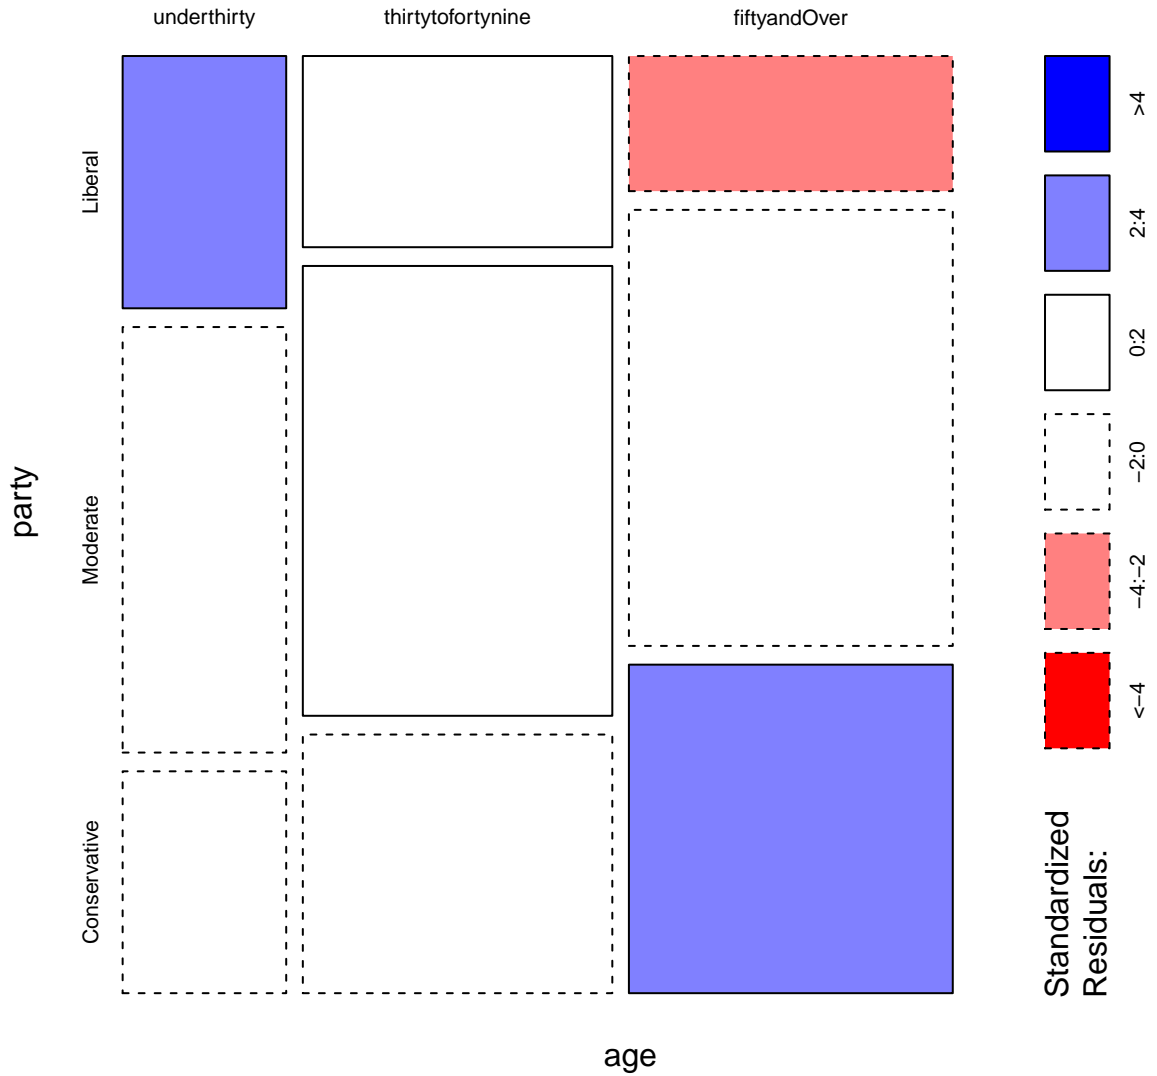 underthirty thirtytofortynine fiftyandOver
Liberal
Moderate
Conservative
party
age
Standardized
Residuals:
<−4
−4:−2
−2:0
0:2
2:4
>4